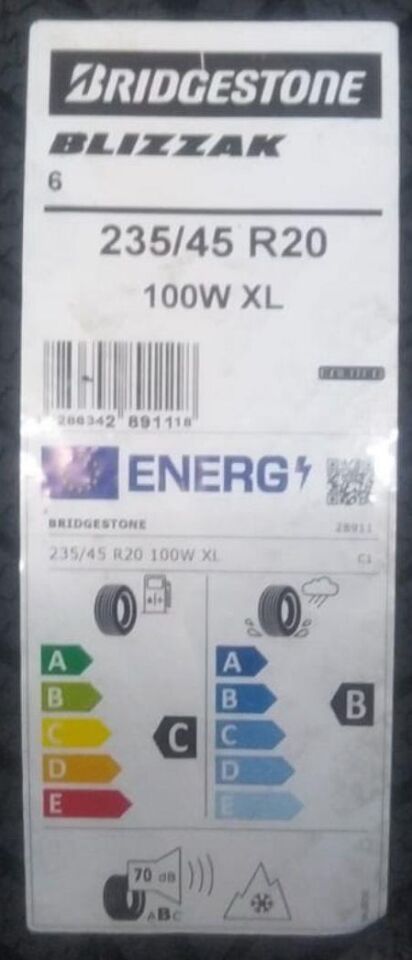 BRIDGESTONE
BLIZZAK
6
235/45 R20
100W XL
286342 891118
ENERG
BRIDGESTONE 28911
235/45 R20 100W XL C1
A A
B B B
C C C
D D
E E
70 dB
ABC